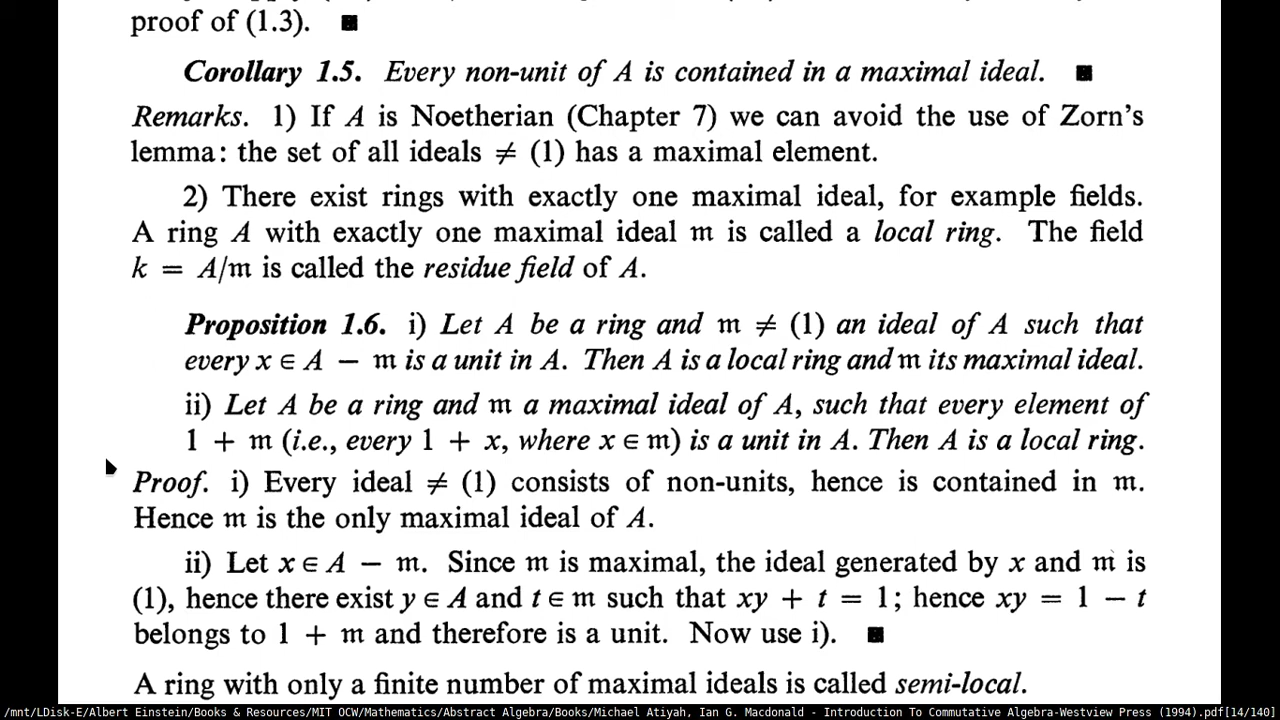 proof of (1.3). ■
Corollary 1.5. Every non-unit of A is contained in a maximal ideal. ■
Remarks. 1) If A is Noetherian (Chapter 7) we can avoid the use of Zorn's
lemma: the set of all ideals ≠ (1) has a maximal element.
2) There exist rings with exactly one maximal ideal, for example fields.
A ring A with exactly one maximal ideal 𝔪 is called a local ring. The field
k = A/𝔪 is called the residue field of A.
Proposition 1.6. i) Let A be a ring and 𝔪 ≠ (1) an ideal of A such that
every x ∈ A − 𝔪 is a unit in A. Then A is a local ring and 𝔪 its maximal ideal.
ii) Let A be a ring and 𝔪 a maximal ideal of A, such that every element of
1 + 𝔪 (i.e., every 1 + x, where x ∈ 𝔪) is a unit in A. Then A is a local ring.
Proof. i) Every ideal ≠ (1) consists of non-units, hence is contained in 𝔪.
Hence 𝔪 is the only maximal ideal of A.
ii) Let x ∈ A − 𝔪. Since 𝔪 is maximal, the ideal generated by x and 𝔪 is
(1), hence there exist y ∈ A and t ∈ 𝔪 such that xy + t = 1; hence xy = 1 − t
belongs to 1 + 𝔪 and therefore is a unit. Now use i). ■
A ring with only a finite number of maximal ideals is called semi-local.
/mnt/LDisk-E/Albert Einstein/Books & Resources/MIT OCW/Mathematics/Abstract Algebra/Books/Michael Atiyah, Ian G. Macdonald - Introduction To Commutative Algebra-Westview Press (1994).pdf[14/140]